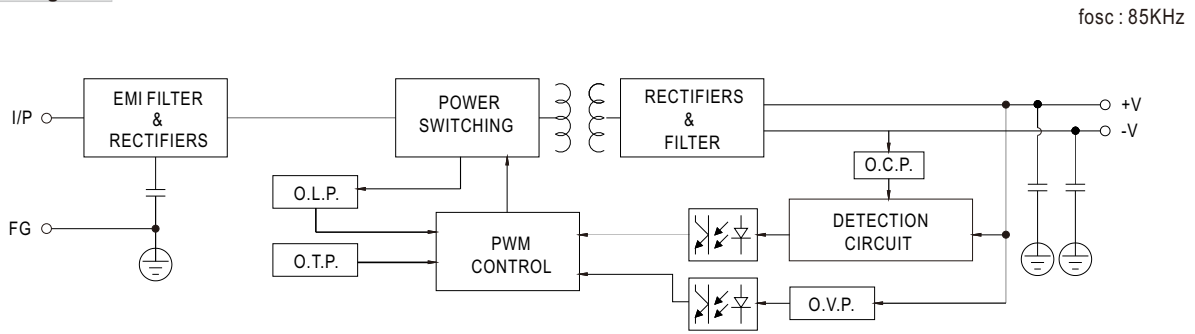 fosc : 85KHz
I/P
EMI FILTER
&
RECTIFIERS
POWER
SWITCHING
RECTIFIERS
&
FILTER
+V
-V
O.C.P.
O.L.P.
FG
DETECTION
CIRCUIT
PWM
CONTROL
O.T.P.
O.V.P.